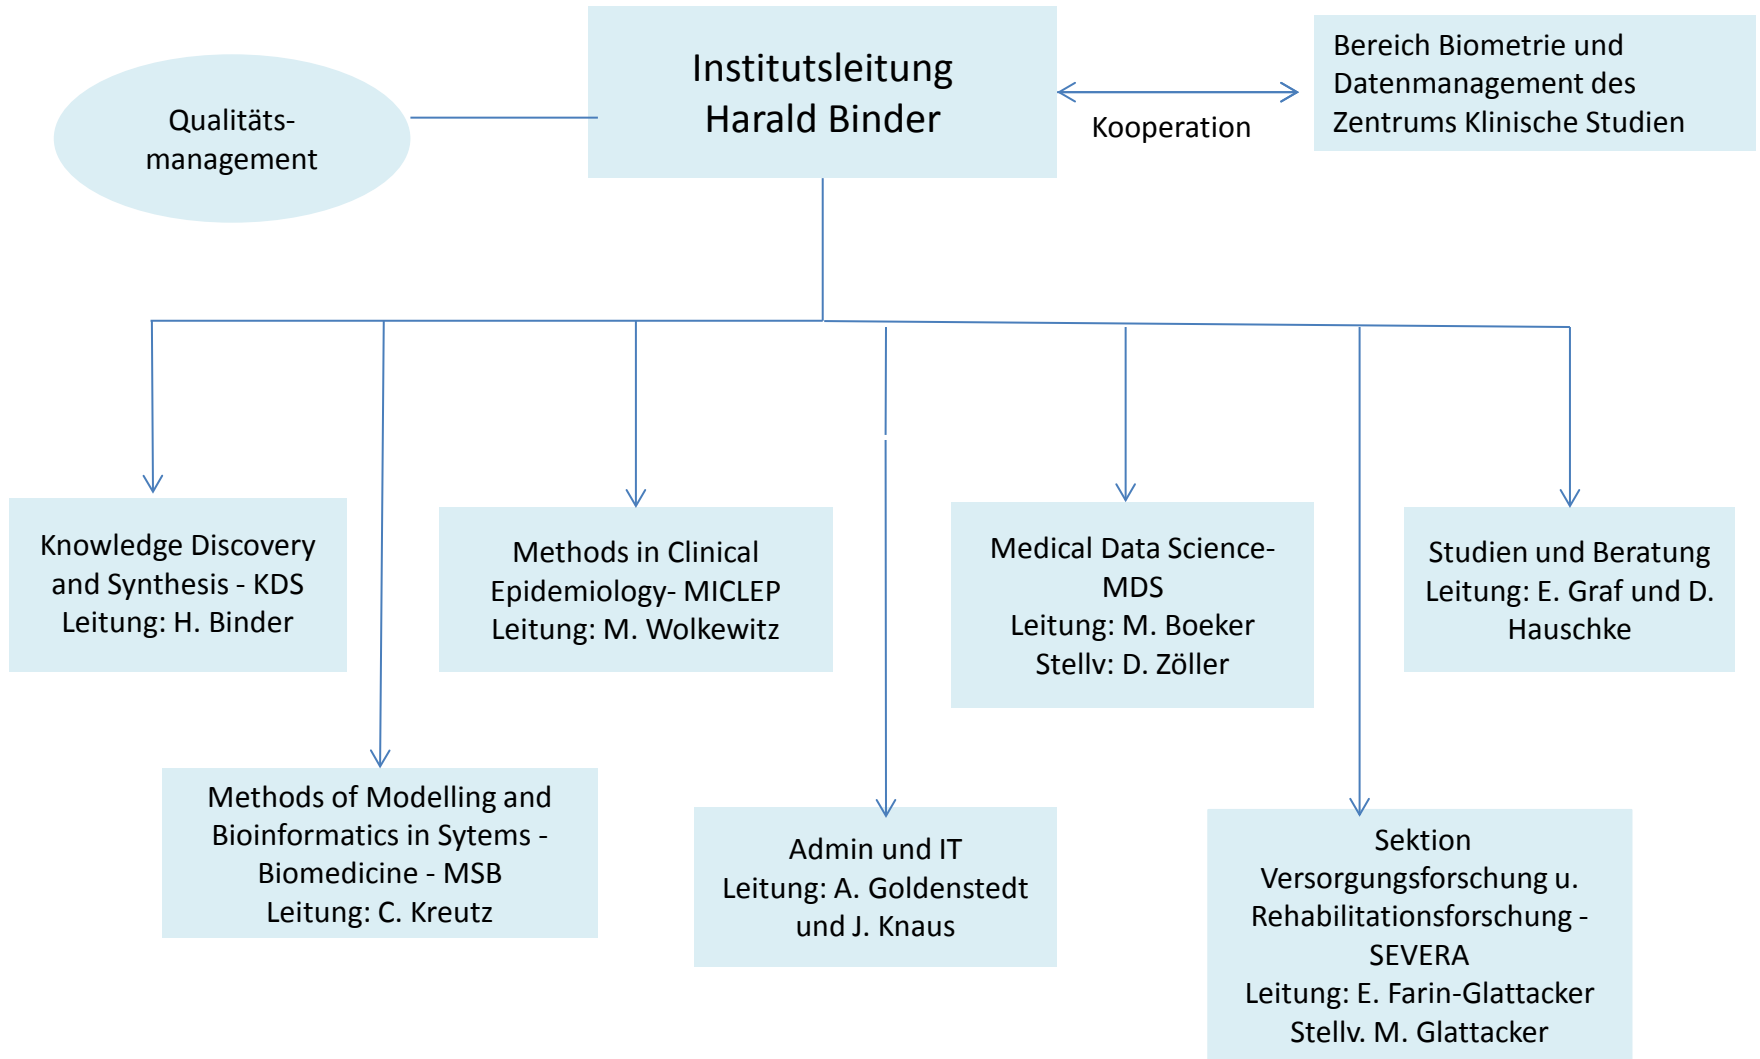 Institutsleitung
Harald Binder
Qualitäts-
management
Kooperation
Bereich Biometrie und
Datenmanagement des
Zentrums Klinische Studien
Knowledge Discovery
and Synthesis - KDS
Leitung: H. Binder
Methods in Clinical
Epidemiology- MICLEP
Leitung: M. Wolkewitz
Medical Data Science-
MDS
Leitung: M. Boeker
Stellv: D. Zöller
Studien und Beratung
Leitung: E. Graf und D.
Hauschke
Methods of Modelling and
Bioinformatics in Sytems -
Biomedicine - MSB
Leitung: C. Kreutz
Admin und IT
Leitung: A. Goldenstedt
und J. Knaus
Sektion
Versorgungsforschung u.
Rehabilitationsforschung -
SEVERA
Leitung: E. Farin-Glattacker
Stellv. M. Glattacker